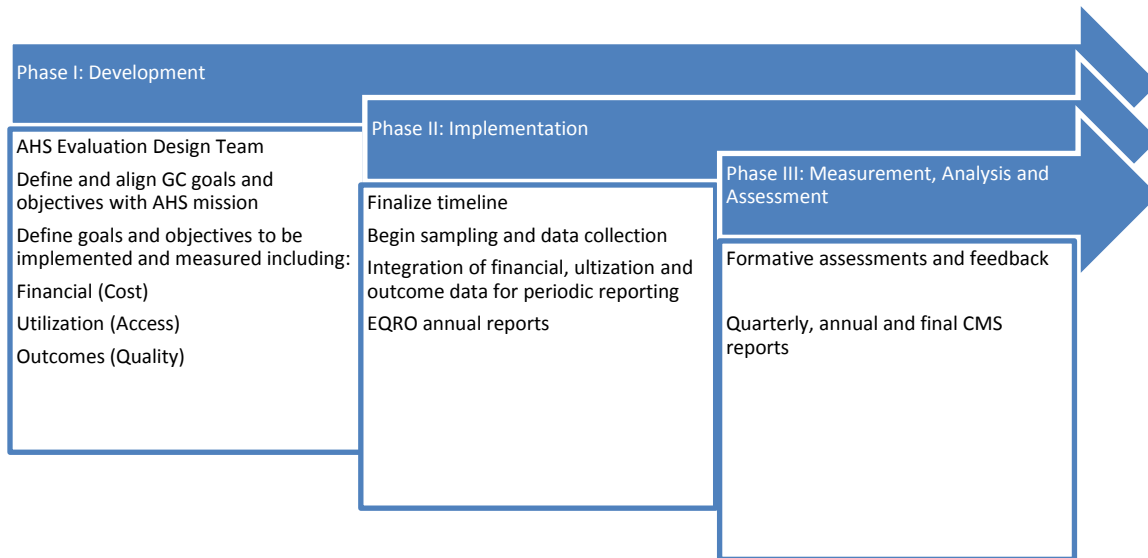 Phase I: Development
AHS Evaluation Design Team
Define and align GC goals and
objectives with AHS mission
Define goals and objectives to be
implemented and measured including:
Financial (Cost)
Utilization (Access)
Outcomes (Quality)
Phase II: Implementation
Finalize timeline
Begin sampling and data collection
Integration of financial, ultization and
outcome data for periodic reporting
EQRO annual reports
Phase III: Measurement, Analysis and
Assessment
Formative assessments and feedback
Quarterly, annual and final CMS
reports